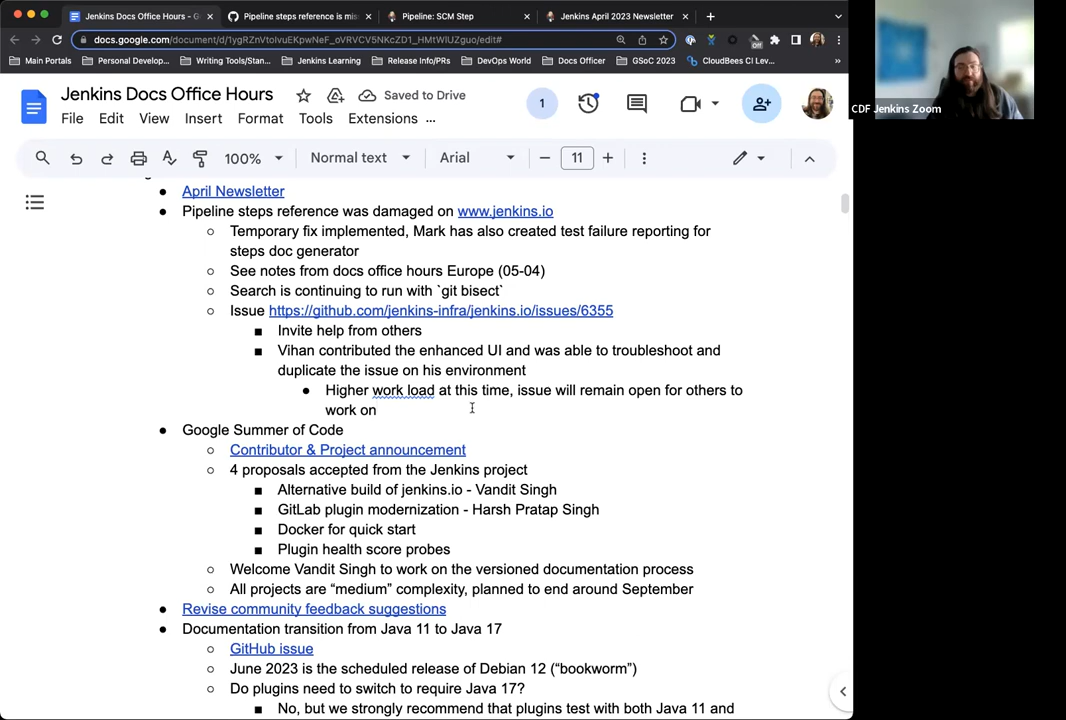 Jenkins Docs Office Hours - G
Pipeline steps reference is mis
Pipeline: SCM Step
Jenkins April 2023 Newsletter
docs.google.com/document/d/1ygRZnVtoIvuEKpwNeF_oVRVCV5NKcZD1_HMtWlUZguo/edit#
Off
Main Portals
Personal Develop...
Writing Tools/Stan...
Jenkins Learning
Release Info/PRs
DevOps World
Docs Officer
GSoC 2023
CloudBees CI Lev...
»
Jenkins Docs Office Hours
Saved to Drive
File Edit View Insert Format Tools Extensions ...
1
100%
Normal text
Arial
11
CDF Jenkins Zoom
April Newsletter
Pipeline steps reference was damaged on www.jenkins.io
Temporary fix implemented, Mark has also created test failure reporting for
steps doc generator
See notes from docs office hours Europe (05-04)
Search is continuing to run with `git bisect`
Issue https://github.com/jenkins-infra/jenkins.io/issues/6355
Invite help from others
Vihan contributed the enhanced UI and was able to troubleshoot and
duplicate the issue on his environment
Higher work load at this time, issue will remain open for others to
work on
Google Summer of Code
Contributor & Project announcement
4 proposals accepted from the Jenkins project
Alternative build of jenkins.io - Vandit Singh
GitLab plugin modernization - Harsh Pratap Singh
Docker for quick start
Plugin health score probes
Welcome Vandit Singh to work on the versioned documentation process
All projects are “medium” complexity, planned to end around September
Revise community feedback suggestions
Documentation transition from Java 11 to Java 17
GitHub issue
June 2023 is the scheduled release of Debian 12 (“bookworm”)
Do plugins need to switch to require Java 17?
No, but we strongly recommend that plugins test with both Java 11 and